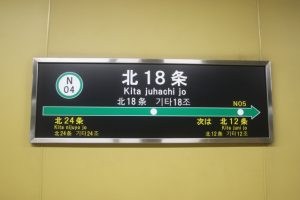 N
04
北18条
Kita juhachi jo
北18条 기타18조
N05
北24条
Kita nijuyo jo
北24条 기타24조
次は 北12条
Kita juni jo
北12条 기타12조